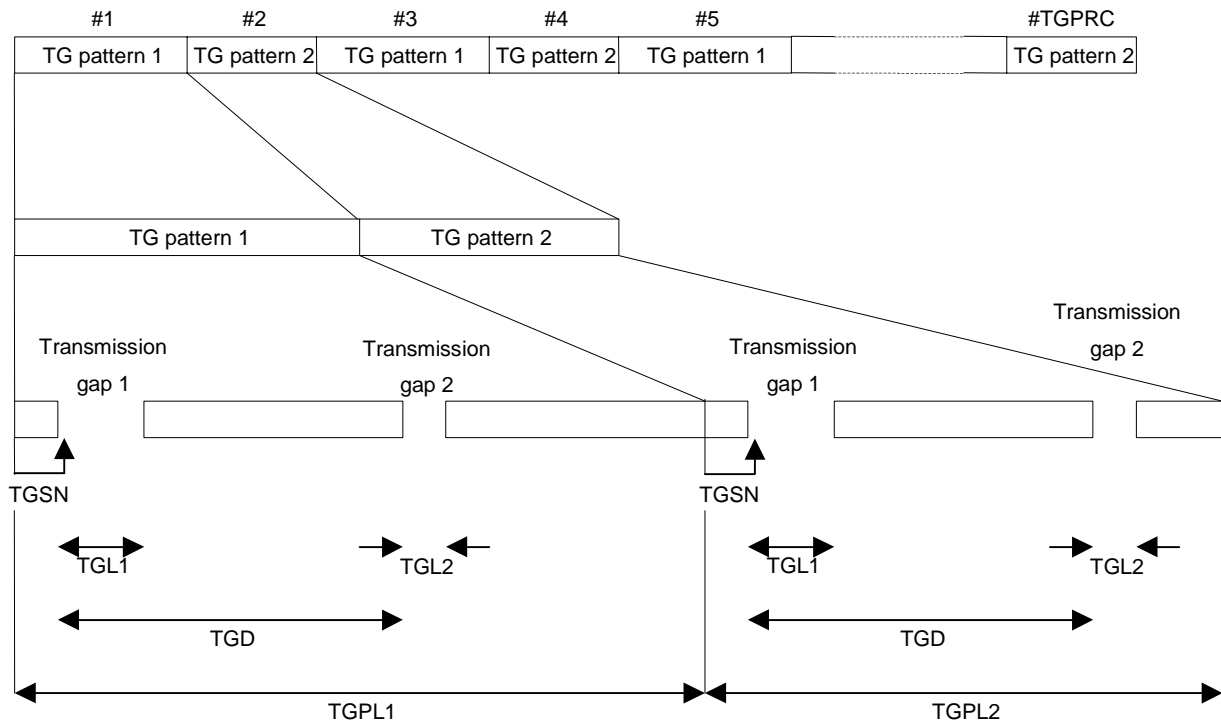 #1 #2 #3 #4 #5 #TGPRC
TG pattern 1 TG pattern 2 TG pattern 1 TG pattern 2 TG pattern 1 TG pattern 2
TG pattern 1 TG pattern 2
Transmission
gap 1
Transmission
gap 2
Transmission
gap 1
Transmission
gap 2
TGSN TGSN
TGL1 TGL2 TGL1 TGL2
TGD TGD
TGPL1 TGPL2